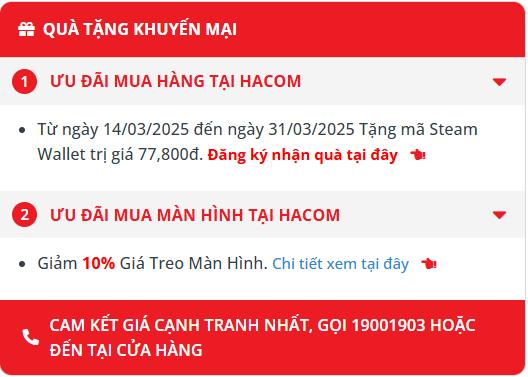 QUÀ TẶNG KHUYẾN MẠI
1 ƯU ĐÃI MUA HÀNG TẠI HACOM
• Từ ngày 14/03/2025 đến ngày 31/03/2025 Tặng mã Steam
Wallet trị giá 77,800đ. Đăng ký nhận quà tại đây
2 ƯU ĐÃI MUA MÀN HÌNH TẠI HACOM
• Giảm 10% Giá Treo Màn Hình. Chi tiết xem tại đây
CAM KẾT GIÁ CẠNH TRANH NHẤT, GỌI 19001903 HOẶC
ĐẾN TẠI CỬA HÀNG